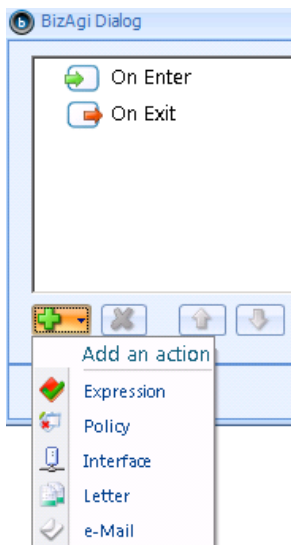 BizAgi Dialog
On Enter
On Exit
Add an action
Expression
Policy
Interface
Letter
e-Mail